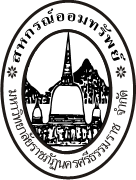 สหกรณ์ออมทรัพย์
มหาวิทยาลัยราชภัฏนครศรีธรรมราช จำกัด